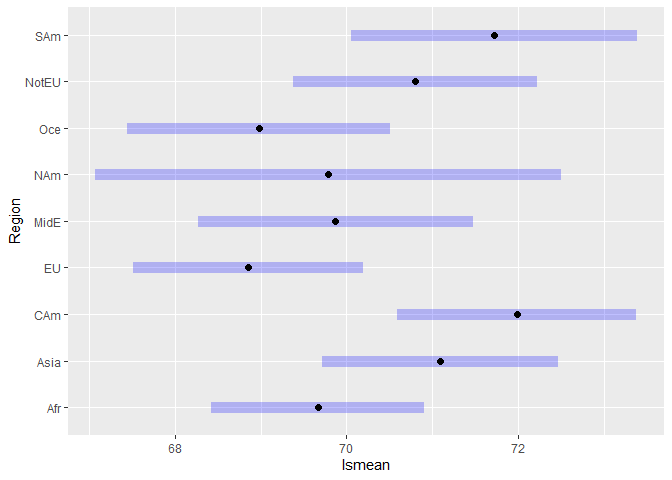 SAm
NotEU
Oce
NAm
MidE
EU
CAm
Asia
Afr
Region
68 70 72
lsmean